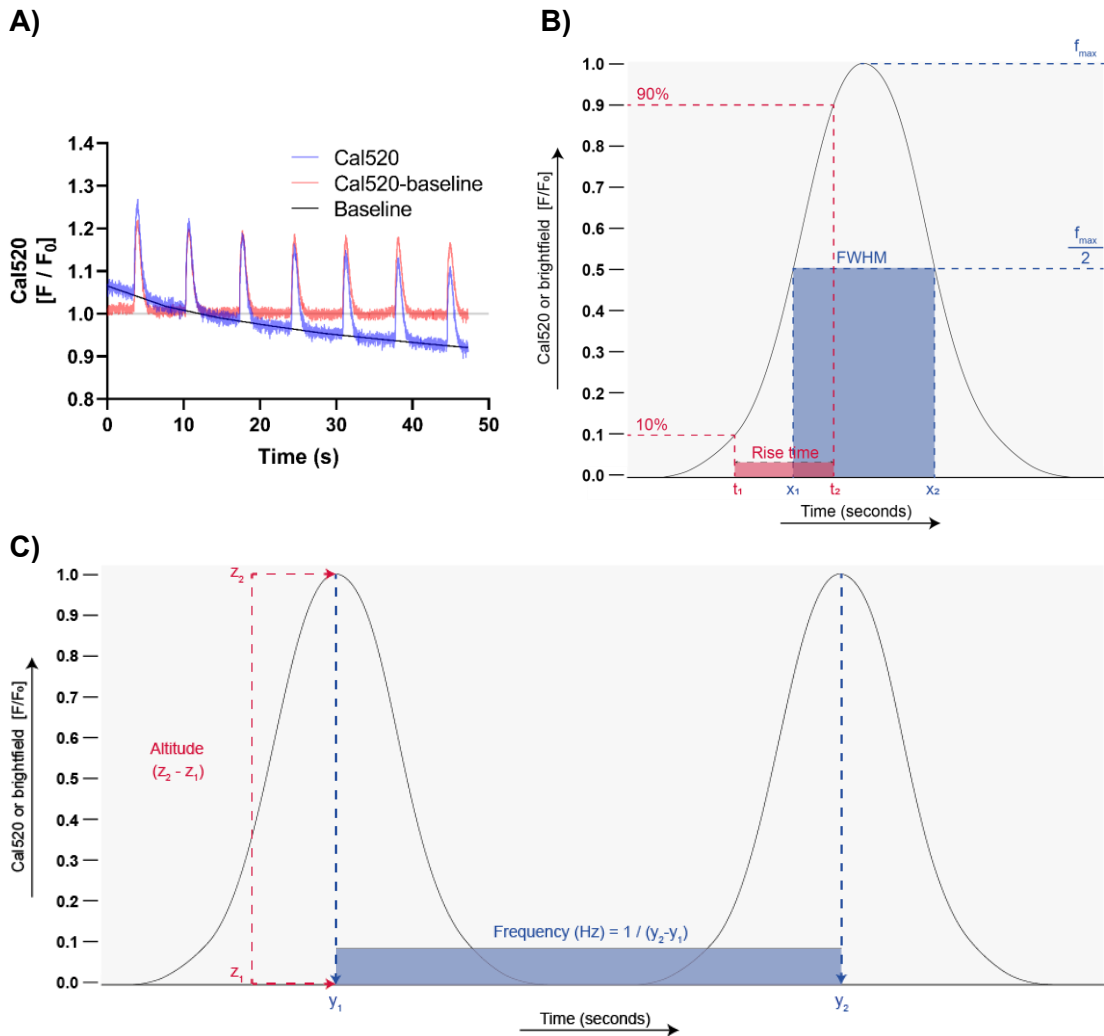 A)
1.4
1.3
1.2
1.1
1.0
0.9
0.8
0
10
20
30
40
50
Cal520
[F / F₀]
Time (s)
Cal520
Cal520-baseline
Baseline
B)
1.0
0.9
0.8
0.7
0.6
0.5
0.4
0.3
0.2
0.1
0.0
Cal520 or brightfield [F/F₀]
90%
10%
fmax
fmax
2
FWHM
Rise time
t₁
x₁
t₂
x₂
Time (seconds)
C)
1.0
0.9
0.8
0.7
0.6
0.5
0.4
0.3
0.2
0.1
0.0
Cal520 or brightfield [F/F₀]
z₂
Altitude
(z₂ - z₁)
z₁
Frequency (Hz) = 1 / (y₂-y₁)
y₁
y₂
Time (seconds)